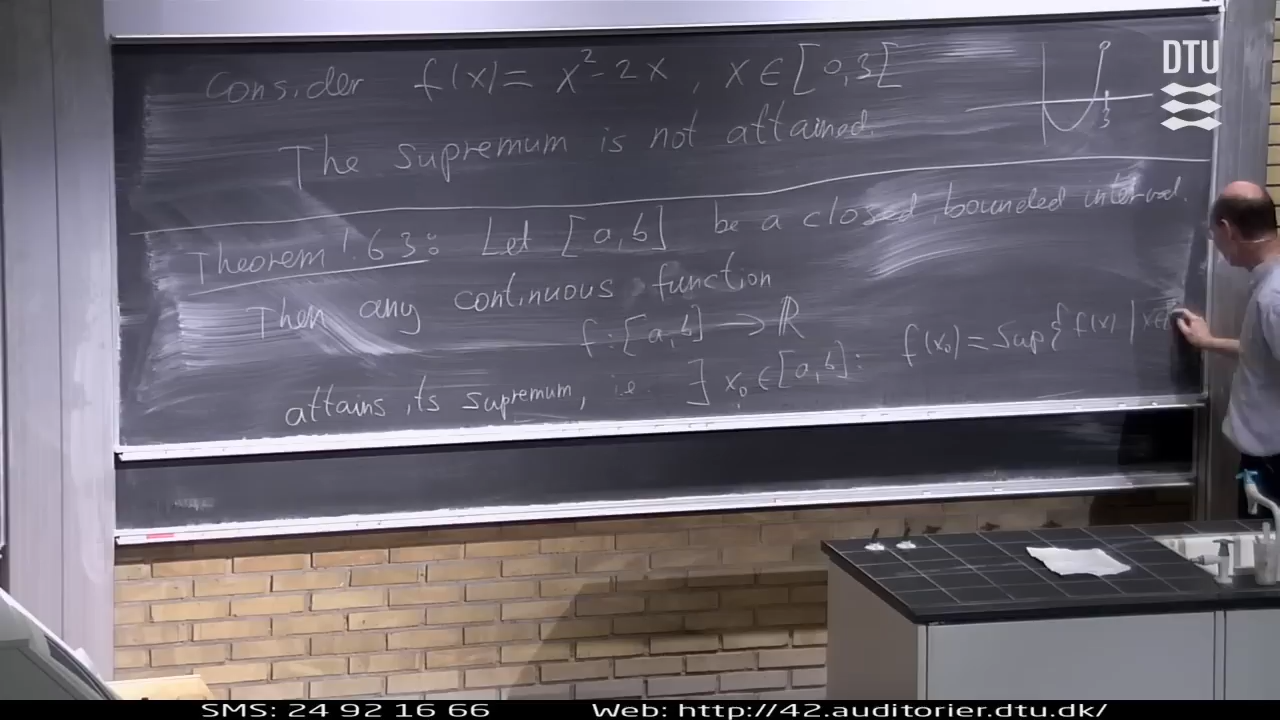 Consider f(x) = x² - 2x , x ∈ [0,3[
The supremum is not attained.
3
Theorem 1.63: Let [a,b] be a closed, bounded interval.
Then any continuous function
f: [a,b] → ℝ
attains its supremum, i.e. ∃ x₀ ∈ [a,b]: f(x₀) = Sup{ f(x) | x ∈
DTU
SMS: 24 92 16 66 Web: http://42.auditorier.dtu.dk/